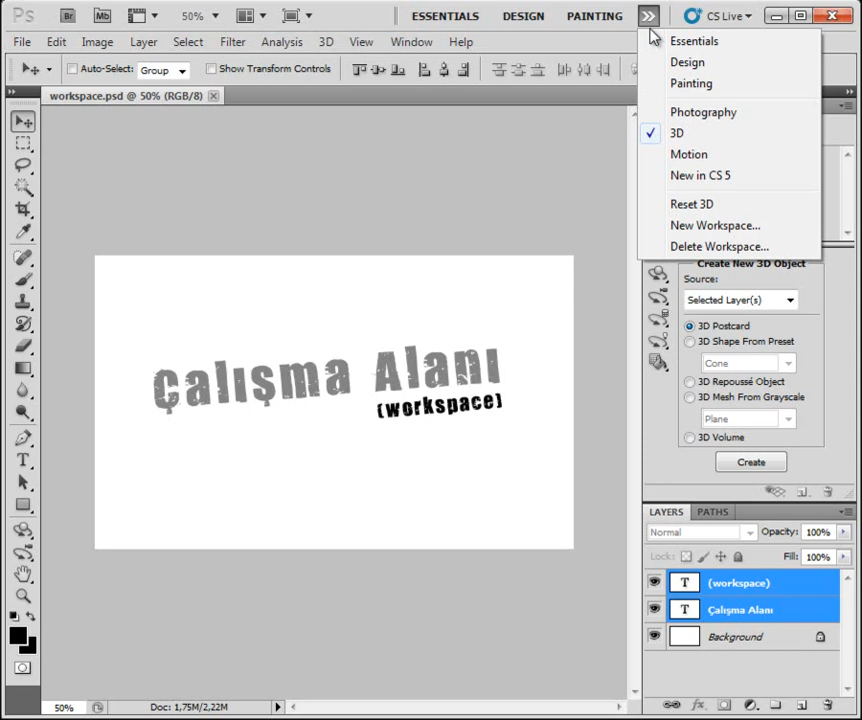 Ps Br Mb 50% ESSENTIALS DESIGN PAINTING CS Live
File Edit Image Layer Select Filter Analysis 3D View Window Help
Auto-Select: Group Show Transform Controls
workspace.psd @ 50% (RGB/8)
Essentials
Design
Painting
Photography
3D
Motion
New in CS 5
Reset 3D
New Workspace...
Delete Workspace...
Create New 3D Object
Source:
Selected Layer(s)
3D Postcard
3D Shape From Preset
Cone
3D Repoussé Object
3D Mesh From Grayscale
Plane
3D Volume
Create
Çalışma Alanı
(workspace)
LAYERS PATHS
Normal Opacity: 100%
Lock: Fill: 100%
T (workspace)
T Çalışma Alanı
Background
50% Doc: 1,75M/2,22M